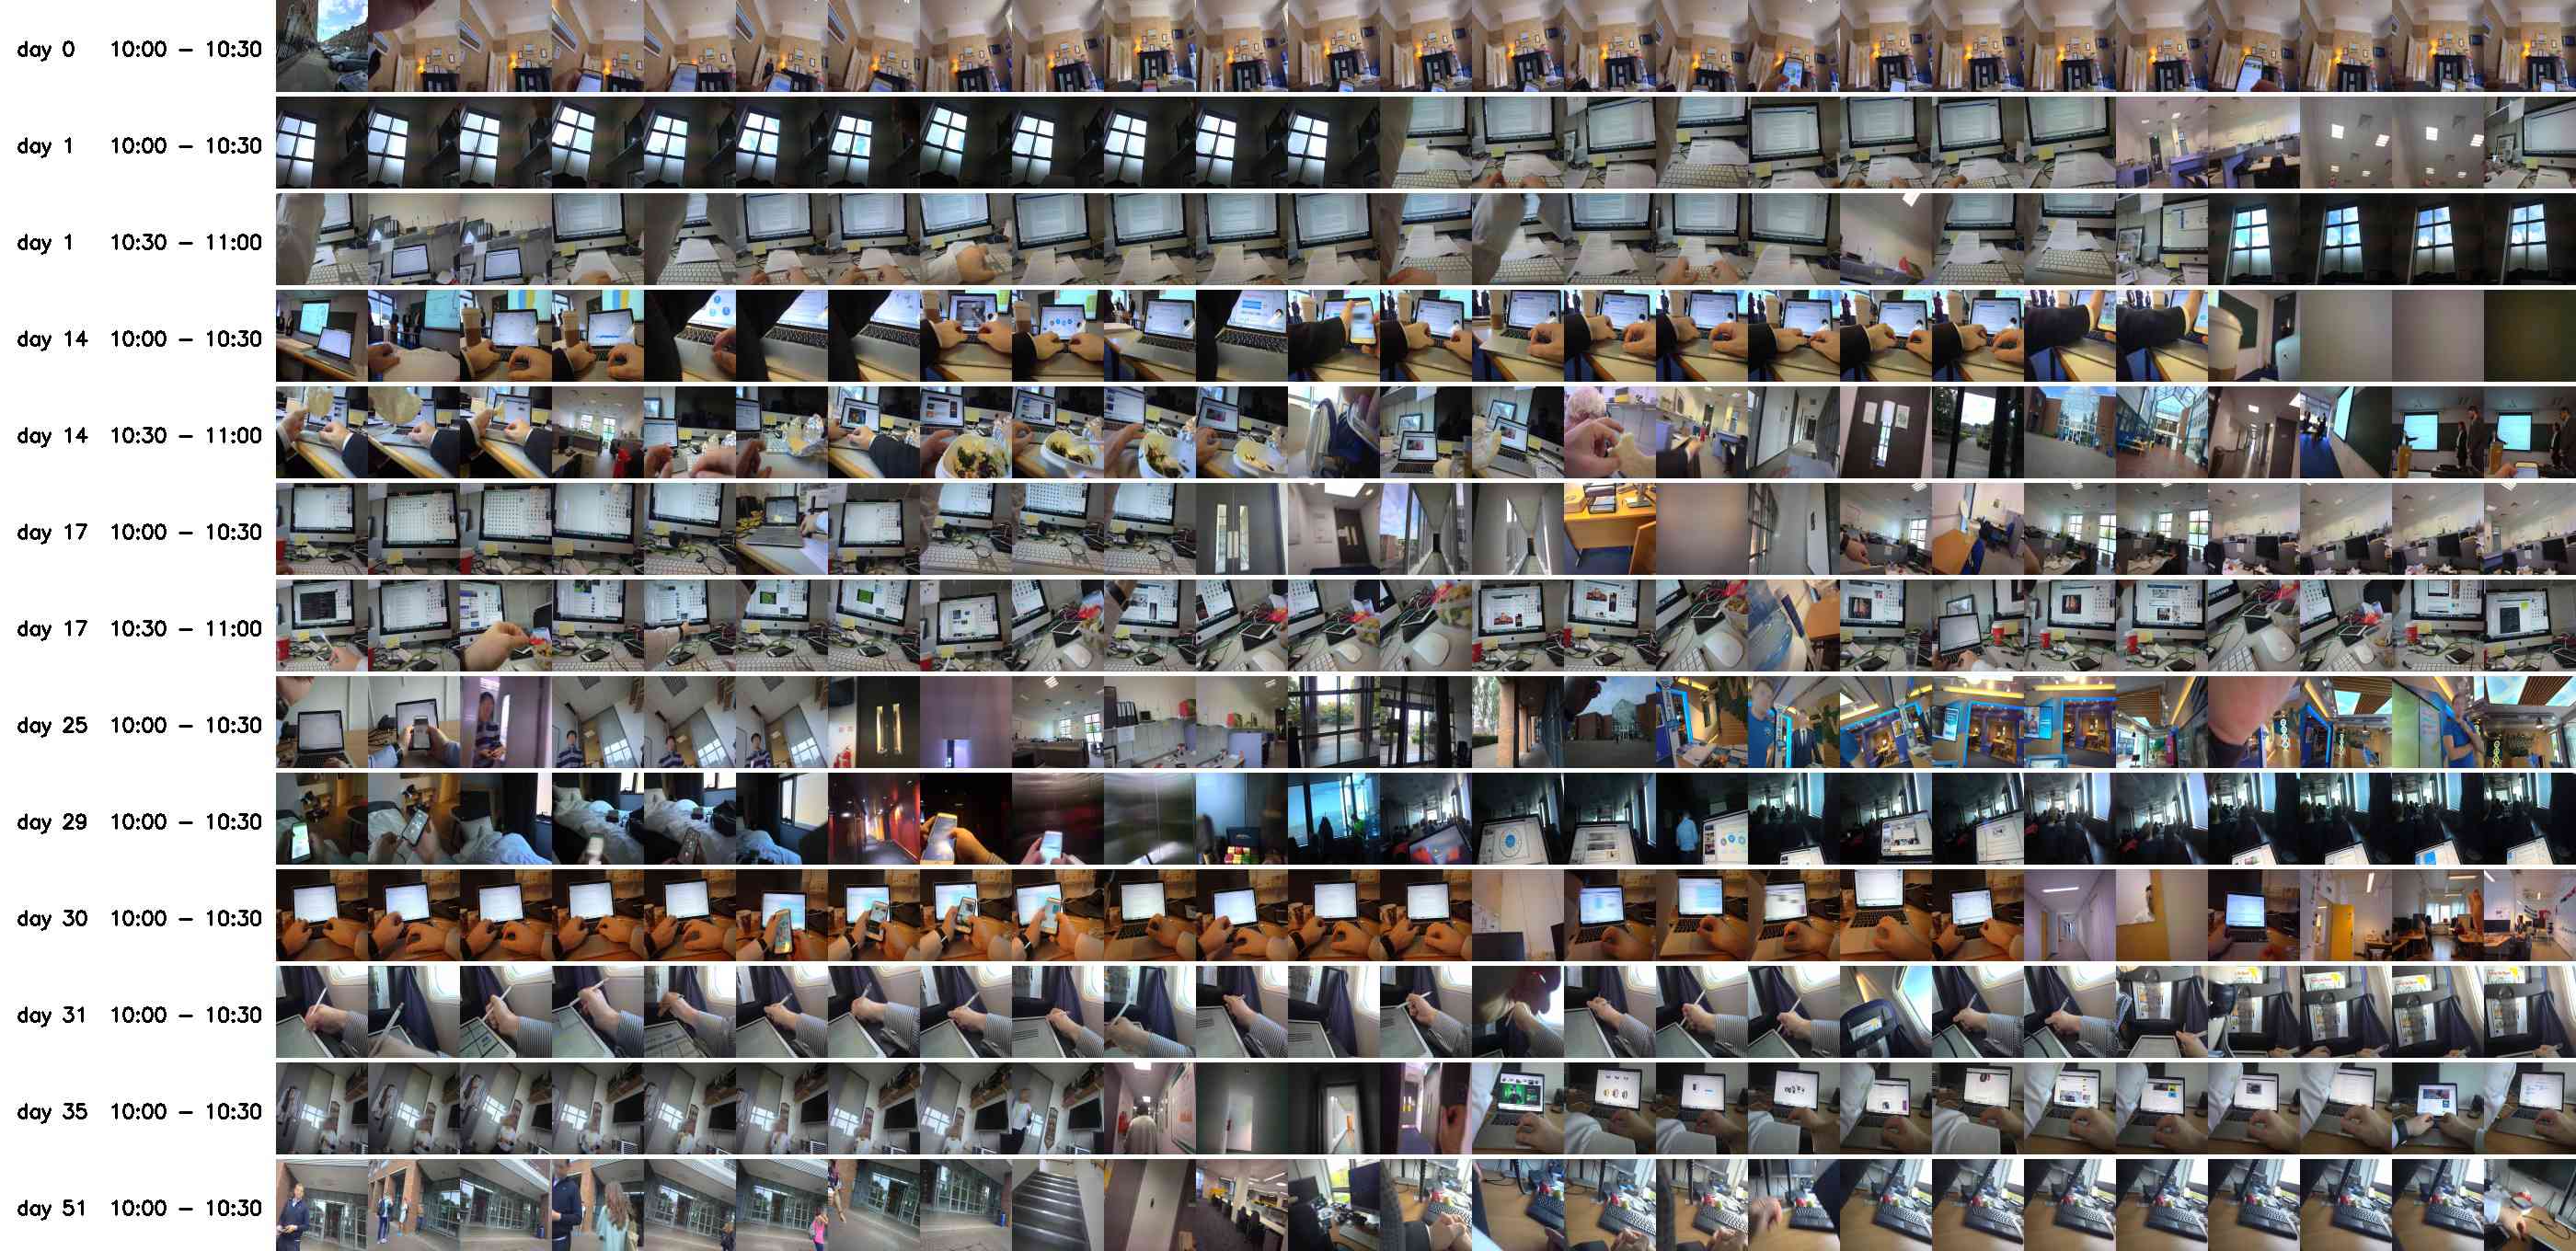 day 0 10:00 - 10:30
day 1 10:00 - 10:30
day 1 10:30 - 11:00
day 14 10:00 - 10:30
day 14 10:30 - 11:00
day 17 10:00 - 10:30
day 17 10:30 - 11:00
day 25 10:00 - 10:30
day 29 10:00 - 10:30
day 30 10:00 - 10:30
day 31 10:00 - 10:30
day 35 10:00 - 10:30
day 51 10:00 - 10:30